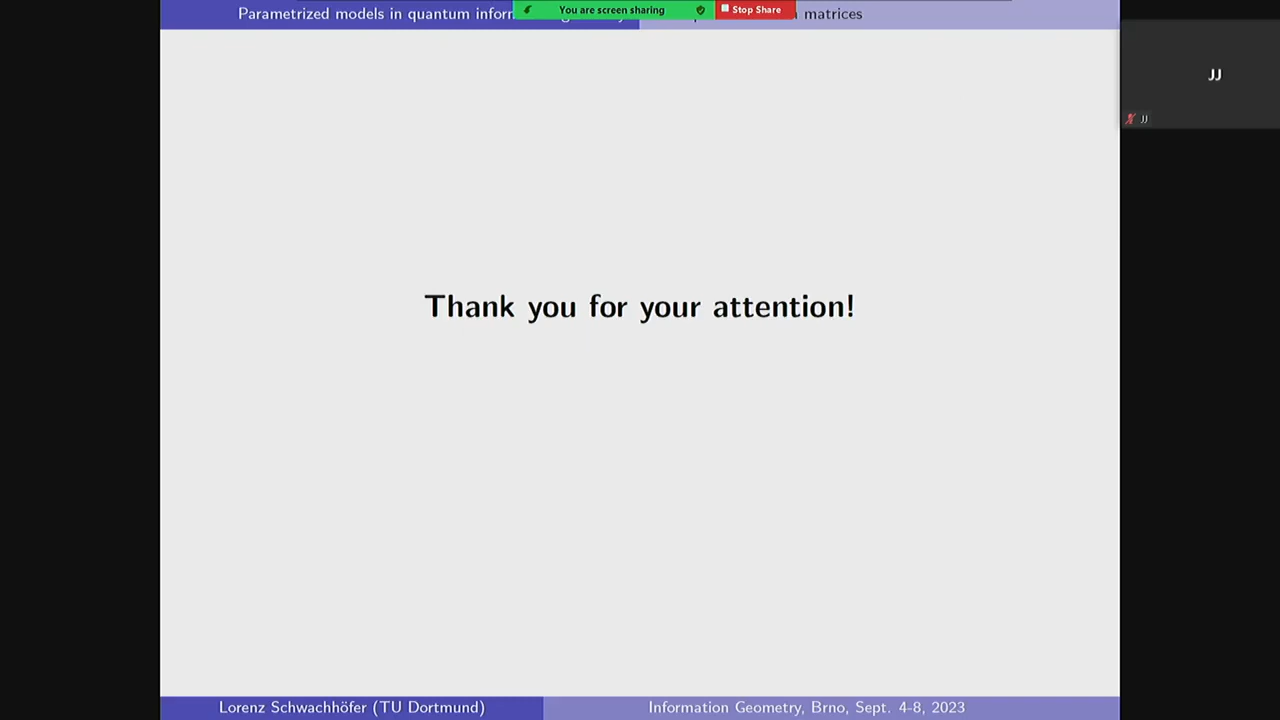 Parametrized models in quantum infor
You are screen sharing
Stop Share
matrices
JJ
JJ
Thank you for your attention!
Lorenz Schwachhöfer (TU Dortmund)
Information Geometry, Brno, Sept. 4-8, 2023